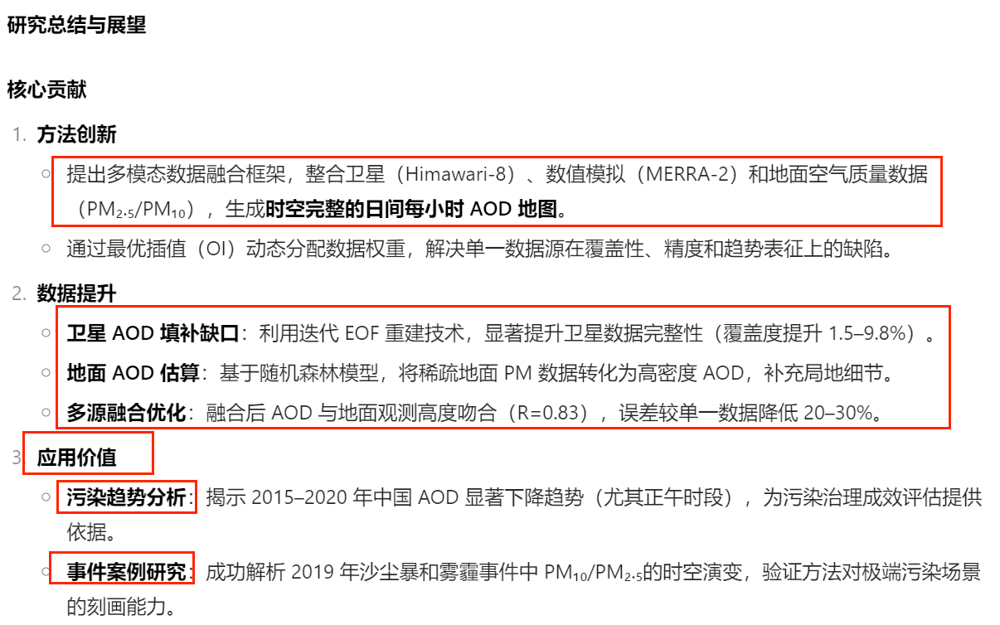 研究总结与展望
核心贡献
1. 方法创新
提出多模态数据融合框架，整合卫星（Himawari-8）、数值模拟（MERRA-2）和地面空气质量数据
（PM₂.₅/PM₁₀），生成时空完整的日间每小时 AOD 地图。
通过最优插值（OI）动态分配数据权重，解决单一数据源在覆盖性、精度和趋势表征上的缺陷。
2. 数据提升
卫星 AOD 填补缺口：利用迭代 EOF 重建技术，显著提升卫星数据完整性（覆盖度提升 1.5–9.8%）。
地面 AOD 估算：基于随机森林模型，将稀疏地面 PM 数据转化为高密度 AOD，补充局地细节。
多源融合优化：融合后 AOD 与地面观测高度吻合（R=0.83），误差较单一数据降低 20–30%。
3. 应用价值
污染趋势分析：揭示 2015–2020 年中国 AOD 显著下降趋势（尤其正午时段），为污染治理成效评估提供
依据。
事件案例研究：成功解析 2019 年沙尘暴和雾霾事件中 PM₁₀/PM₂.₅的时空演变，验证方法对极端污染场景
的刻画能力。